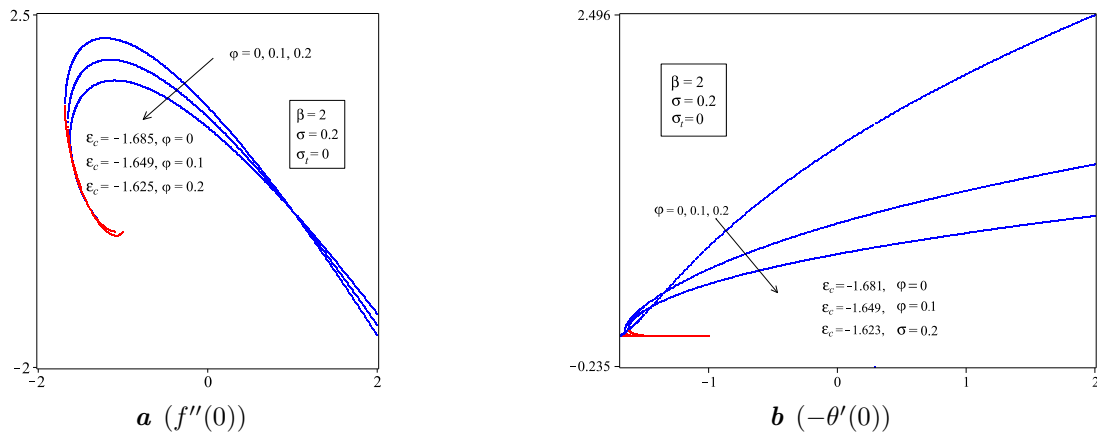 2.5
φ = 0, 0.1, 0.2
β = 2
σ = 0.2
σₜ= 0
ε_c = −1.685, φ = 0
ε_c = −1.649, φ = 0.1
ε_c = −1.625, φ = 0.2
−2
−2
0
2
a (f′′(0))
2.496
β = 2
σ = 0.2
σₜ= 0
φ = 0, 0.1, 0.2
ε_c=−1.681, φ = 0
ε_c=−1.649, φ = 0.1
ε_c=−1.623, σ = 0.2
−0.235
−1
0
1
2
b (−θ′(0))